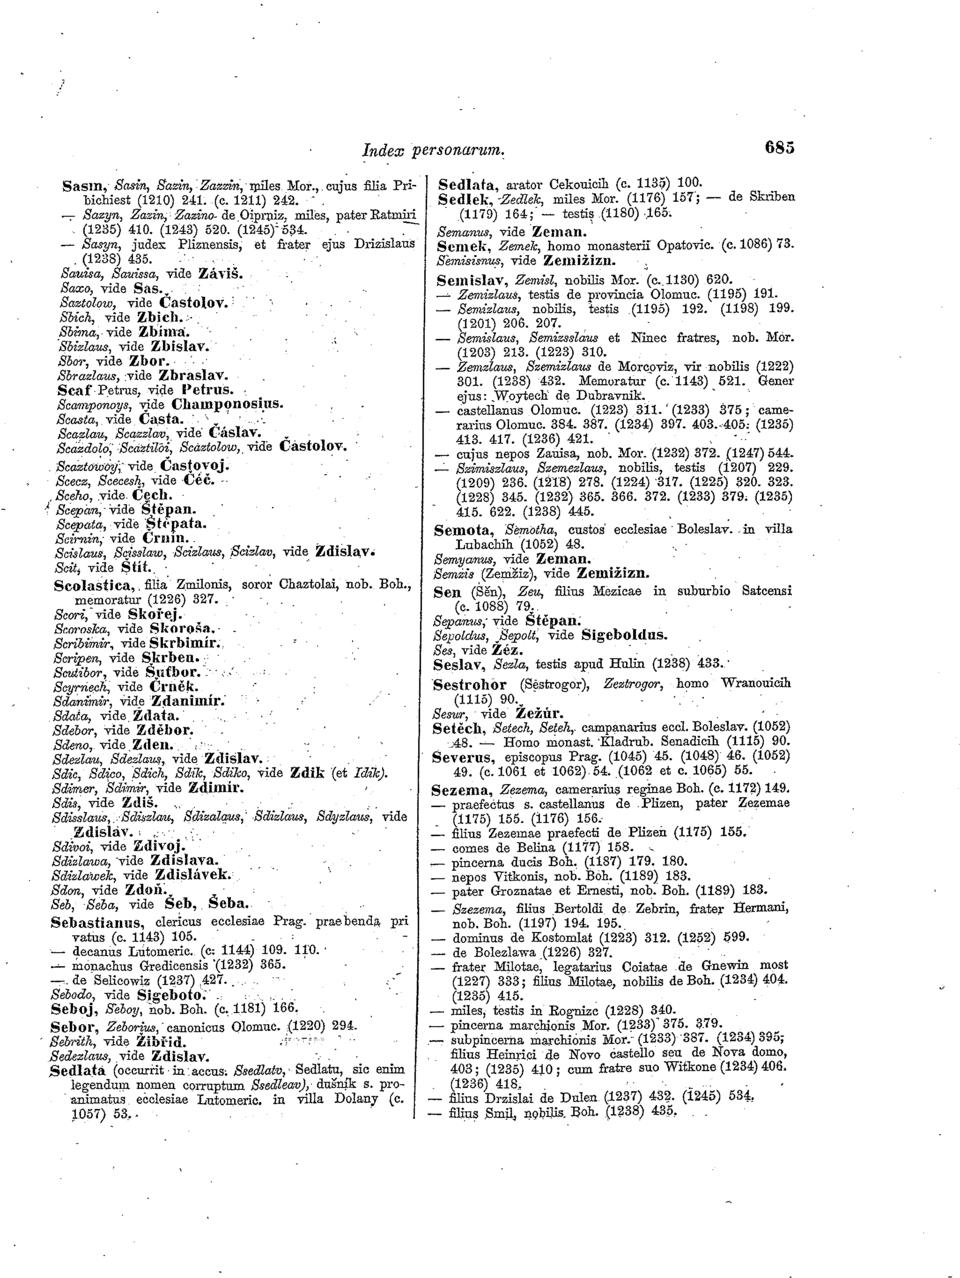 Index personarum.
685
Sasin, Sasin, Sazin, Zazzin, miles Mor., cujus filia Pri-
bichiest (1210) 241. (c. 1211) 242.
— Sazyn, Zazin, Zazino de Oiprniz, miles, pater Ratmiri
(1235) 410. (1243) 520. (1245) 534.
— Sasyn, judex Pliznensis, et frater ejus Drizislaus
(1238) 435.
Sauisa, Sauissa, vide Záviš.
Saxo, vide Sas.
Saztolow, vide Častolov.
Sbich, vide Zbich.
Sbima, vide Zbima.
Sbizlaus, vide Zbislav.
Sbor, vide Zbor.
Sbrazlaus, vide Zbraslav.
Scaf Petrus, vide Petrus.
Scamponoys, vide Champonosius.
Scasta, vide Časta.
Scazlau, Scazzlav, vide Čáslav.
Scazdolo, Scaztiloi, Scaztolow, vide Častolov.
Scaztowoy, vide Častovoj.
Scecz, Scecesh, vide Céč.
Sceho, vide Čech.
Scepan, vide Štěpan.
Scepata, vide Štěpata.
Scirnin, vide Črnin.
Scislaus, Scisslaw, Scizlaus, Scizlav, vide Zdislav.
Scit, vide Štít.
Scolastica, filia Zmilonis, soror Chaztolai, nob. Boh.,
memoratur (1226) 327.
Scori, vide Skořej.
Scoroska, vide Skoroša.
Scribimir, vide Skrbimír.
Scripen, vide Skrben.
Scutibor, vide Sutbor.
Scyrnech, vide Črněk.
Sdanimir, vide Zdanimír.
Sdata, vide Zdata.
Sdebor, vide Zděbor.
Sdeno, vide Zden.
Sdezlau, Sdezlaus, vide Zdislav.
Sdic, Sdico, Sdich, Sdik, Sdiko, vide Zdik (et Idik).
Sdimer, Sdimir, vide Zdimír.
Sdis, vide Zdiš.
Sdisslaus, Sdiszlau, Sdizalaus, Sdizlaus, Sdyzlaus, vide
Zdislav.
Sdivoi, vide Zdivoj.
Sdizlawa, vide Zdislava.
Sdizlawek, vide Zdislávek.
Sdon, vide Zdoň.
Seb, Seba, vide Šeb, Šeba.
Sebastianus, clericus ecclesiae Prag. praebenda pri
vatus (c. 1143) 105.
— decanus Lutomeric. (c. 1144) 109. 110.
— monachus Gredicensis (1232) 365.
— de Selicowiz (1237) 427.
Sebodo, vide Sigeboto.
Seboj, Seboy, nob. Boh. (c. 1181) 166.
Sebor, Zeborius, canonicus Olomuc. (1220) 294.
Sebrith, vide Zibřid.
Sedezlaus, vide Zdislav.
Sedlata (occurrit in accus. Ssedlatv, Sedlatu, sic enim
legendum nomen corruptum Ssedleav), dušník s. pro-
animatus ecclesiae Lutomeric. in villa Dolany (c.
1057) 53.
Sedlata, arator Cekouicih (c. 1135) 100.
Sedlek, Zedlek, miles Mor. (1176) 157; — de Skriben
(1179) 164; — testis (1180) 165.
Semanus, vide Zeman.
Semek, Zemek, homo monasterii Opatovic. (c. 1086) 73.
Semisisnus, vide Zemižizn.
Semislav, Zemisl, nobilis Mor. (c. 1130) 620.
— Zemizlaus, testis de provincia Olomuc. (1195) 191.
— Semizlaus, nobilis, testis (1195) 192. (1198) 199.
(1201) 206. 207.
— Semislaus, Semizsslaus et Ninec fratres, nob. Mor.
(1203) 213. (1223) 310.
— Zemzlaus, Szemizlaus de Morcoviz, vir nobilis (1222)
301. (1238) 432. Memoratur (c. 1143) 521. Gener
ejus: Woytech de Dubravnik.
— castellanus Olomuc. (1223) 311. (1233) 375; came-
rarius Olomuc. 384. 387. (1234) 397. 403. 405. (1235)
413. 417. (1236) 421.
— cujus nepos Zauisa, nob. Mor. (1232) 372. (1247) 544.
— Szimiszlaus, Szemezlaus, nobilis, testis (1207) 229.
(1209) 236. (1218) 278. (1224) 317. (1225) 320. 323.
(1228) 345. (1232) 365. 366. 372. (1233) 379. (1235)
415. 622. (1238) 445.
Semota, Semotha, custos ecclesiae Boleslav. in villa
Lubachih (1052) 48.
Semyanus, vide Zeman.
Semzis (Zemžiz), vide Zemižizn.
Sen (Sěn), Zeu, filius Mezicae in suburbio Satcensi
(c. 1088) 79.
Sepanus, vide Štěpan.
Sepoldus, Sepolt, vide Sigeboldus.
Ses, vide Žéz.
Seslav, Sezla, testis apud Hulin (1238) 433.
Sestrohor (Sěstrogor), Zeztrogor, homo Wranouicih
(1115) 90.
Sesur, vide Žežúr.
Setěch, Setech, Seteh, campanarius eccl. Boleslav. (1052)
48. — Homo monast. Kladrub. Senadicih (1115) 90.
Severus, episcopus Prag. (1045) 45. (1048) 46. (1052)
49. (c. 1061 et 1062) 54. (1062 et c. 1065) 55.
Sezema, Zezema, camerarius reginae Boh. (c. 1172) 149.
— praefectus s. castellanus de Plizen, pater Zezemae
(1175) 155. (1176) 156.
— filius Zezemae praefecti de Plizen (1175) 155.
— comes de Belina (1177) 158.
— pincerna ducis Boh. (1187) 179. 180.
— nepos Vitkonis, nob. Boh. (1189) 183.
— pater Groznatae et Ernesti, nob. Boh. (1189) 183.
— Szezema, filius Bertoldi de Zebrin, frater Hermani,
nob. Boh. (1197) 194. 195.
— dominus de Kostomlat (1223) 312. (1252) 599.
— de Bolezlawa (1226) 327.
— frater Milotae, legatarius Coiatae de Gnewin most
(1227) 333; filius Milotae, nobilis de Boh. (1234) 404.
(1235) 415.
— miles, testis in Rognizc (1228) 340.
— pincerna marchionis Mor. (1233) 375. 379.
— subpincerna marchionis Mor. (1233) 387. (1234) 395;
filius Heinrici de Novo castello seu de Nova domo,
403; (1235) 410; cum fratre suo Witkone (1234) 406.
(1236) 418.
— filius Drzislai de Dulen (1237) 432. (1245) 534.
— filius Smil, nobilis Boh. (1238) 435.